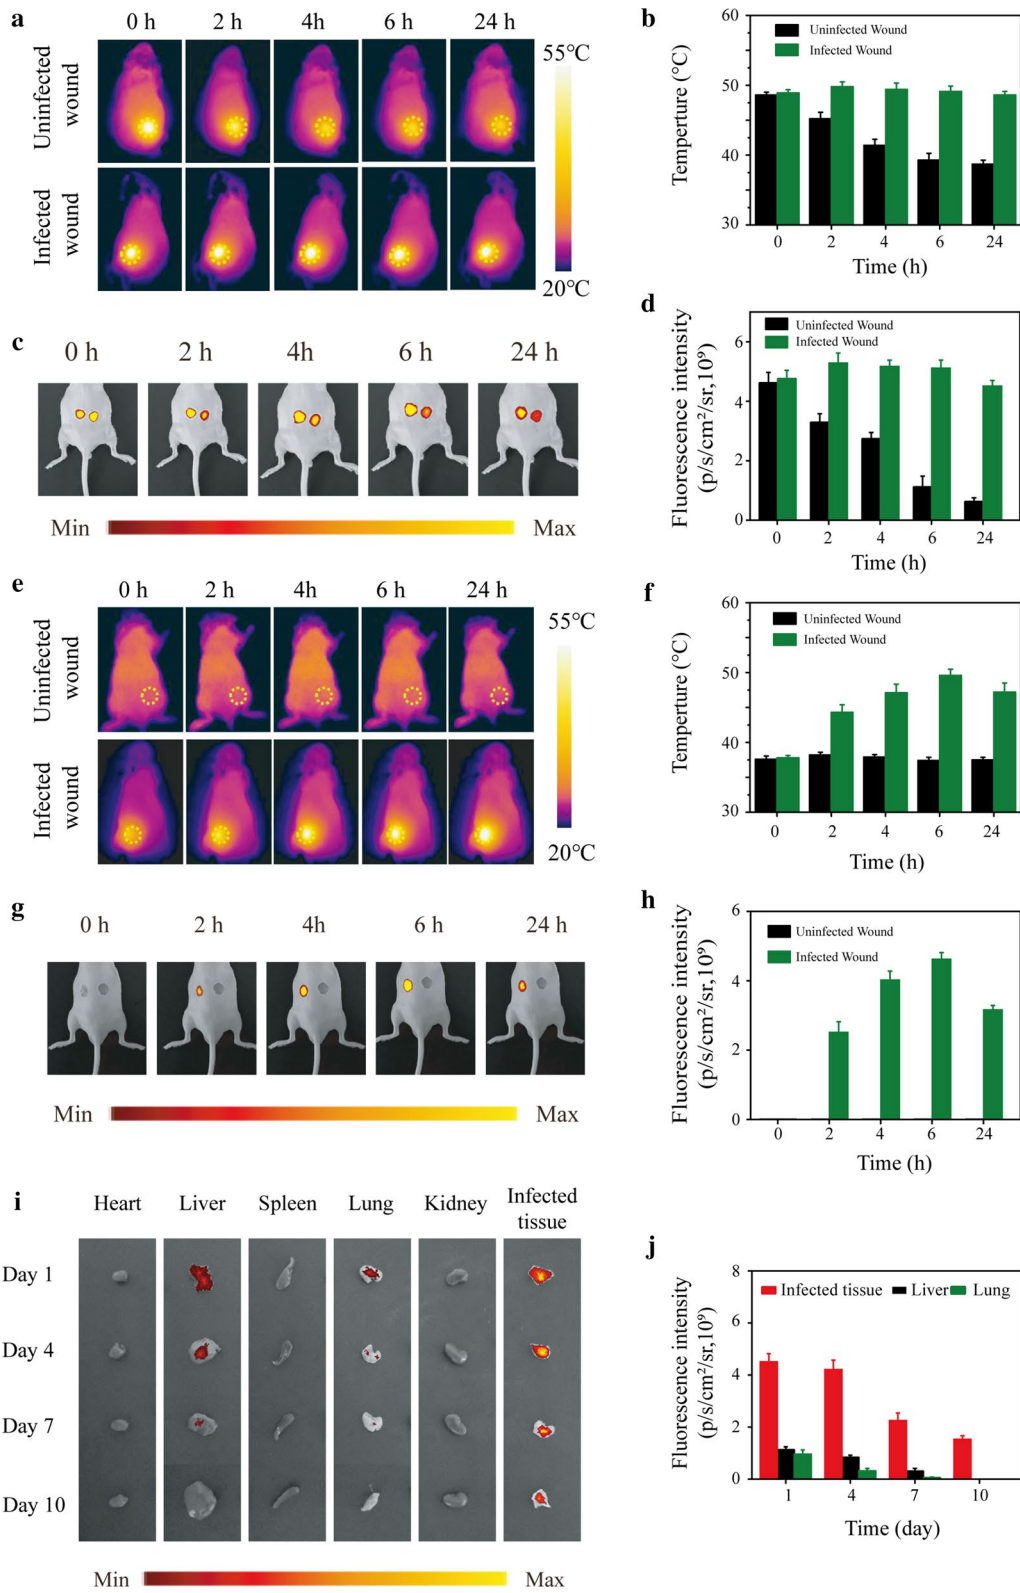 a
0 h 2 h 4h 6 h 24 h
Uninfected
wound
Infected
wound
55°C
20°C
b
60
50
40
30
Temperture (°C)
Uninfected Wound
Infected Wound
0 2 4 6 24
Time (h)
c
0 h 2 h 4h 6 h 24 h
Min Max
d
6
4
2
0
Fluorescence intensity
(p/s/cm²/sr,10⁹)
Uninfected Wound
Infected Wound
0 2 4 6 24
Time (h)
e
0 h 2 h 4h 6 h 24 h
Uninfected
wound
Infected
wound
55°C
20°C
f
60
50
40
30
Temperture (°C)
Uninfected Wound
Infected Wound
0 2 4 6 24
Time (h)
g
0 h 2 h 4h 6 h 24 h
Min Max
h
6
4
2
0
Fluorescence intensity
(p/s/cm²/sr,10⁹)
Uninfected Wound
Infected Wound
0 2 4 6 24
Time (h)
i
Heart Liver Spleen Lung Kidney Infected
tissue
Day 1
Day 4
Day 7
Day 10
Min Max
j
8
6
4
2
0
Fluorescence intensity
(p/s/cm²/sr,10⁹)
Infected tissue Liver Lung
1 4 7 10
Time (day)